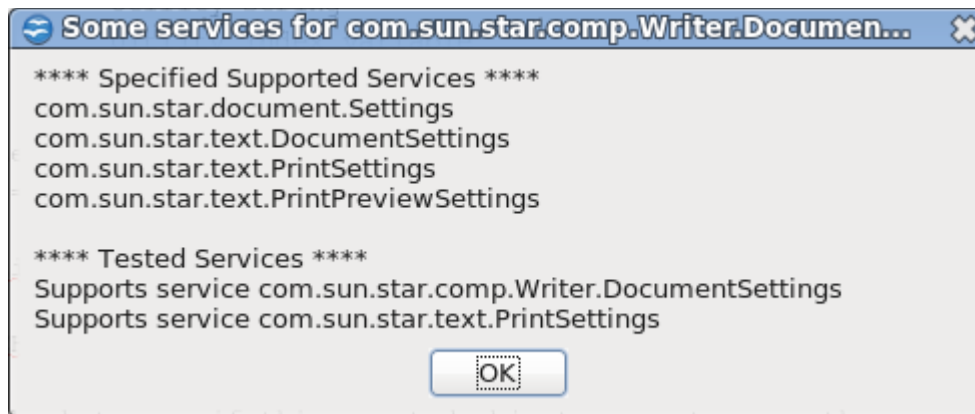 Some services for com.sun.star.comp.Writer.Documen...
**** Specified Supported Services ****
com.sun.star.document.Settings
com.sun.star.text.DocumentSettings
com.sun.star.text.PrintSettings
com.sun.star.text.PrintPreviewSettings
**** Tested Services ****
Supports service com.sun.star.comp.Writer.DocumentSettings
Supports service com.sun.star.text.PrintSettings
OK